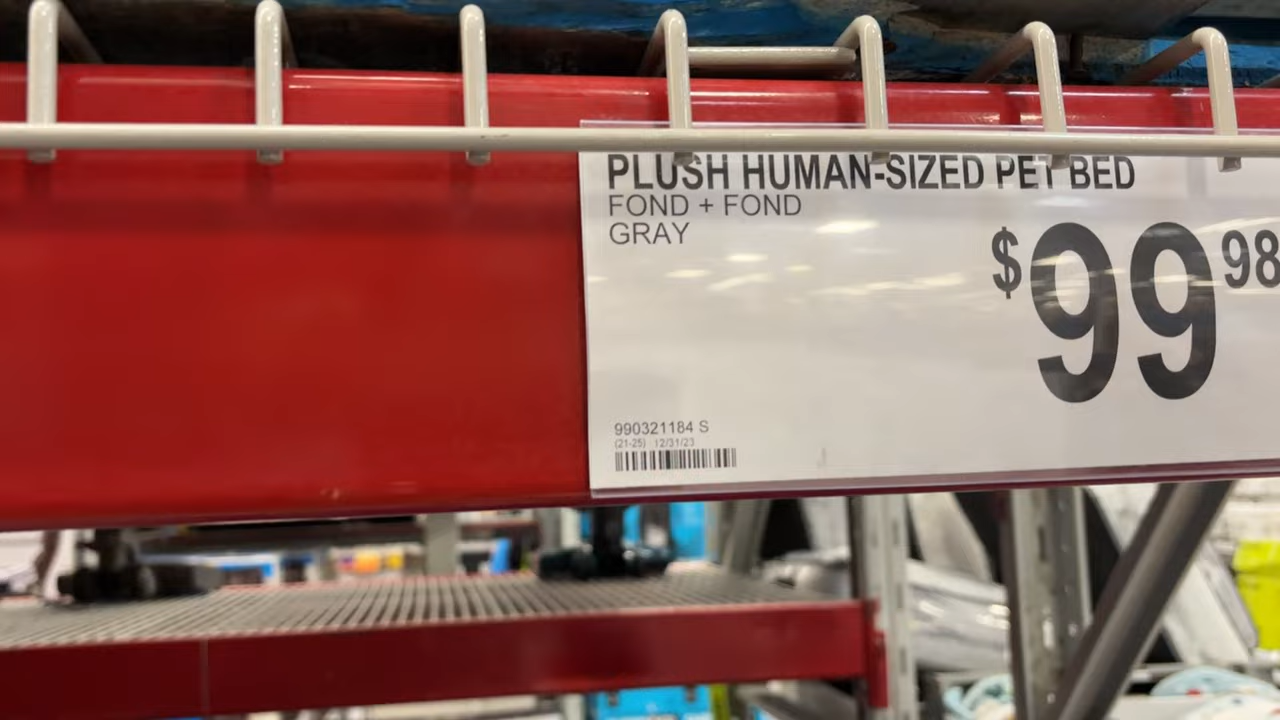 PLUSH HUMAN-SIZED PET BED
FOND + FOND
GRAY
$99 98
990321184 S
(21-25) 12/31/23